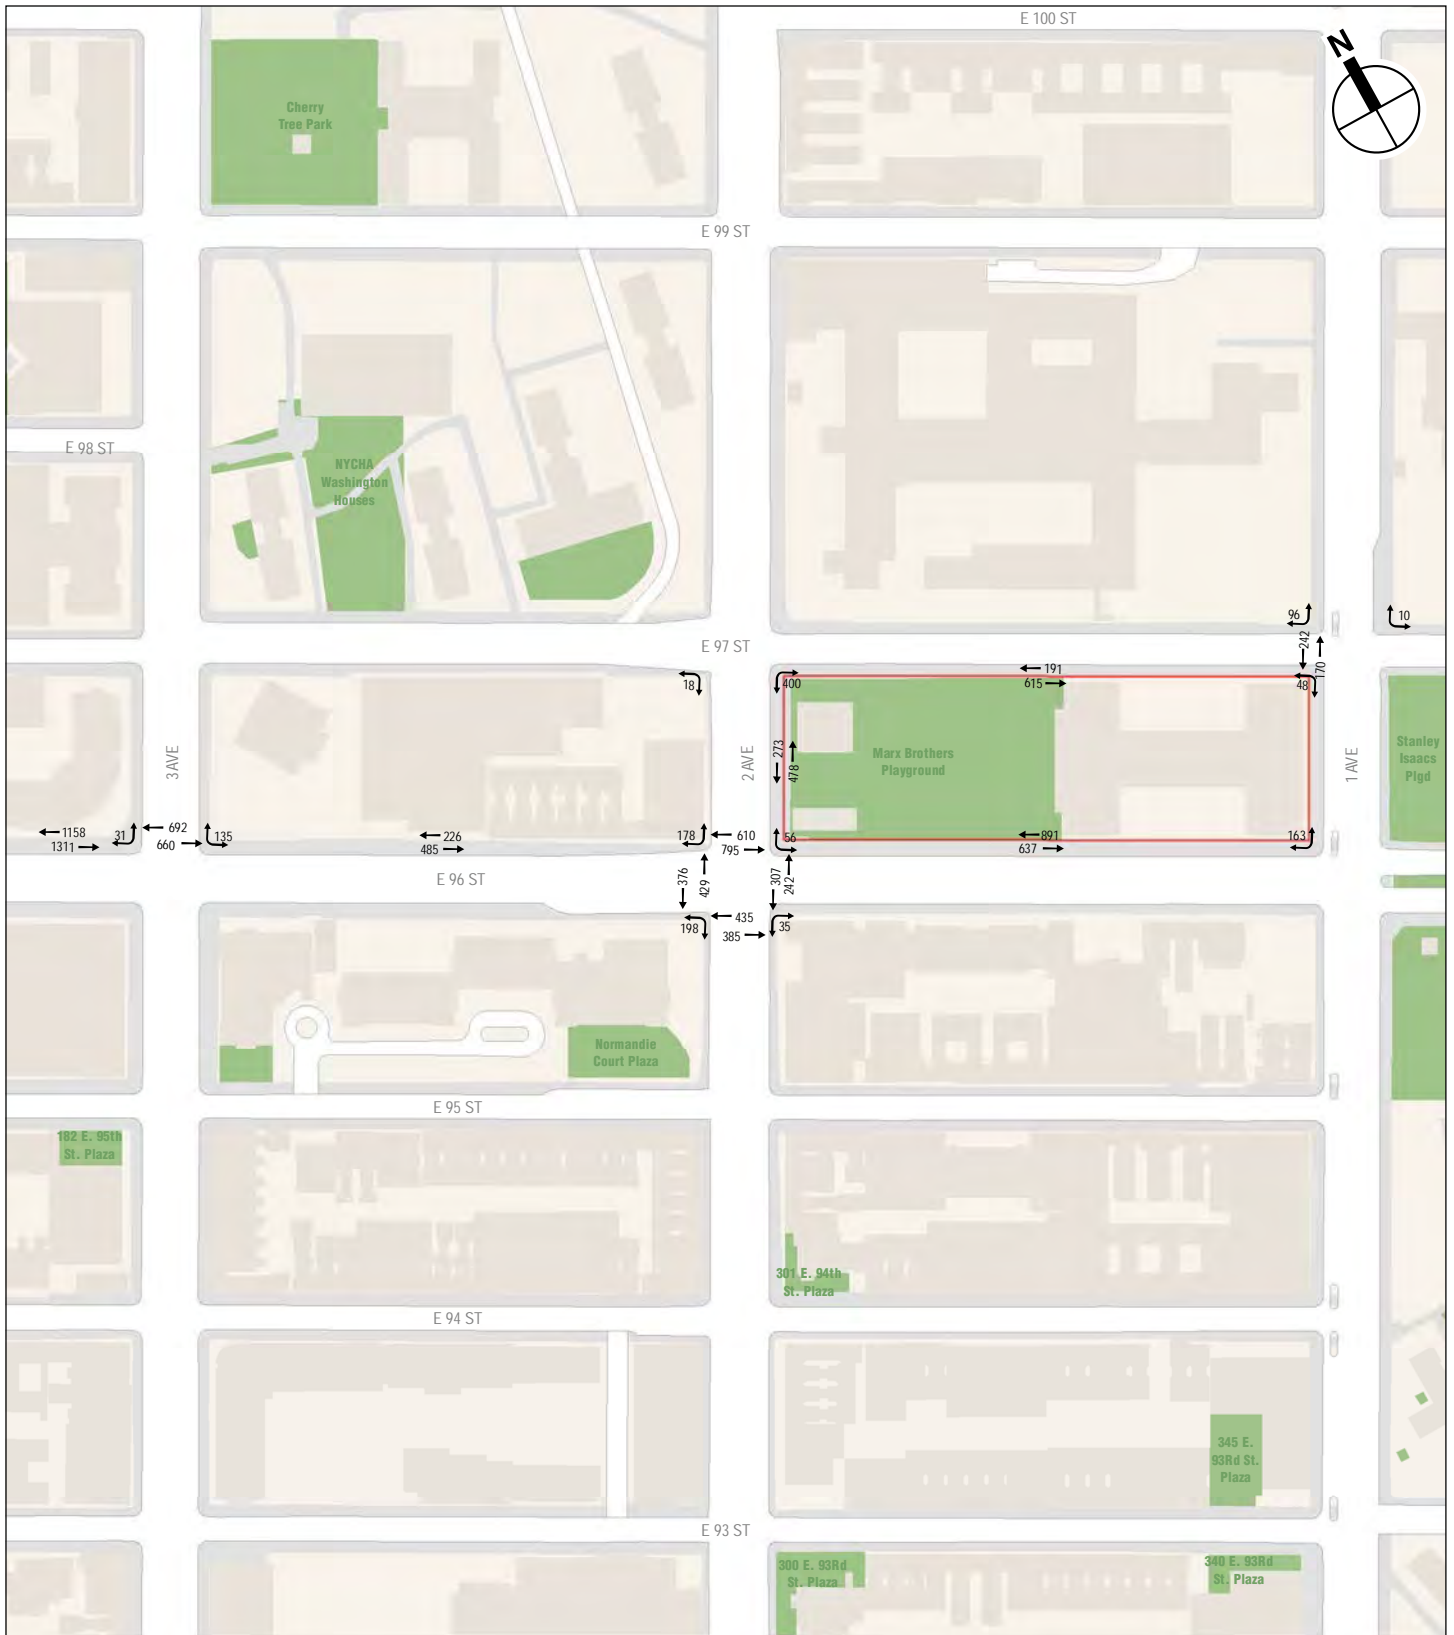 E 100 ST
N
Cherry
Tree Park
E 99 ST
E 98 ST
NYCHA
Washington
Houses
96
10
242
170
E 97 ST
18
400
191
615
48
3 AVE
2 AVE
273
478
Marx Brothers
Playground
1 AVE
Stanley
Isaacs
Plgd
1158
1311
31
692
660
135
226
485
178
610
795
56
891
637
163
E 96 ST
376
429
307
242
198
435
385
35
Normandie
Court Plaza
E 95 ST
182 E. 95th
St. Plaza
301 E. 94th
St. Plaza
E 94 ST
345 E.
93Rd St.
Plaza
E 93 ST
300 E. 93Rd
St. Plaza
340 E. 93Rd
St. Plaza